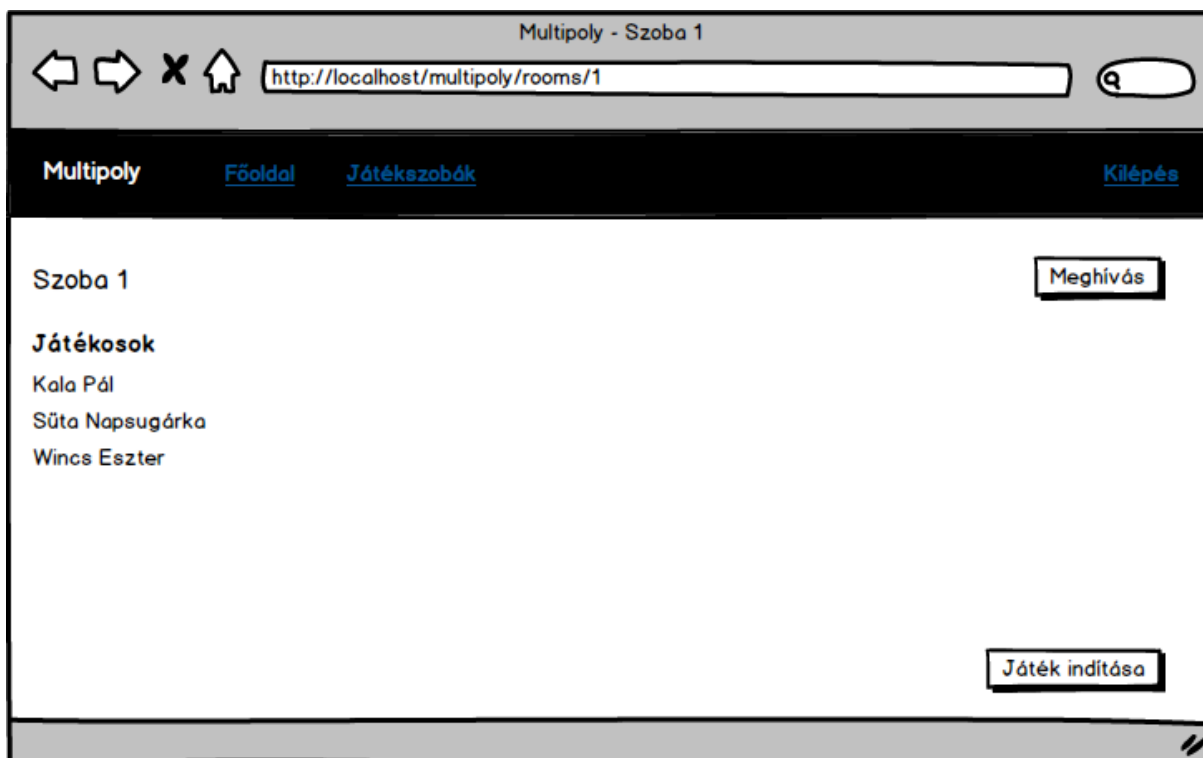 Multipoly - Szoba 1
http://localhost/multipoly/rooms/1
Multipoly Főoldal Játékszobák Kilépés
Szoba 1 Meghívás
Játékosok
Kala Pál
Süta Napsugárka
Wincs Eszter
Játék indítása